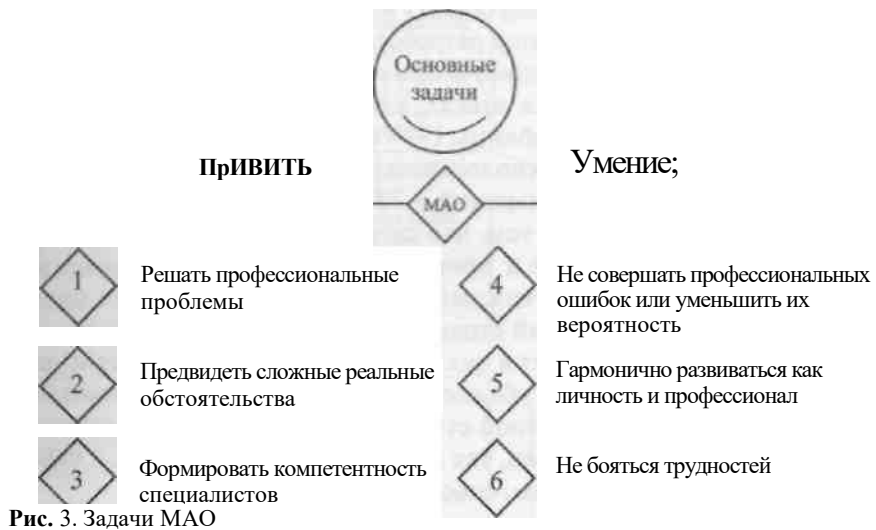 Основные
задачи
ПрИВИТЬ
Умение;
МАО
1
Решать профессиональные
проблемы
2
Предвидеть сложные реальные
обстоятельства
3
Формировать компетентность
специалистов
4
Не совершать профессиональных
ошибок или уменьшить их
вероятность
5
Гармонично развиваться как
личность и профессионал
6
Не бояться трудностей
Рис. 3. Задачи МАО